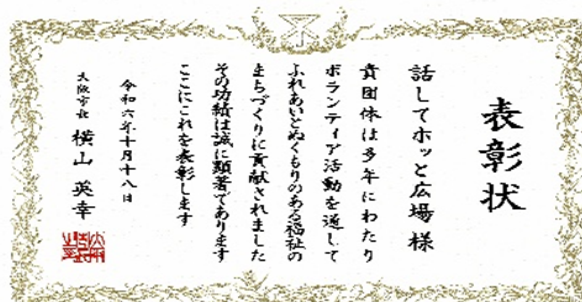 表彰状
話してホッと広場様
貴団体は多年にわたり
ボランティア活動を通して
ふれあいとぬくもりのある福祉の
まちづくりに貢献されました
その功績は誠に顕著であります
ここにこれを表彰します
令和六年十月十八日
大阪市長 横山英幸